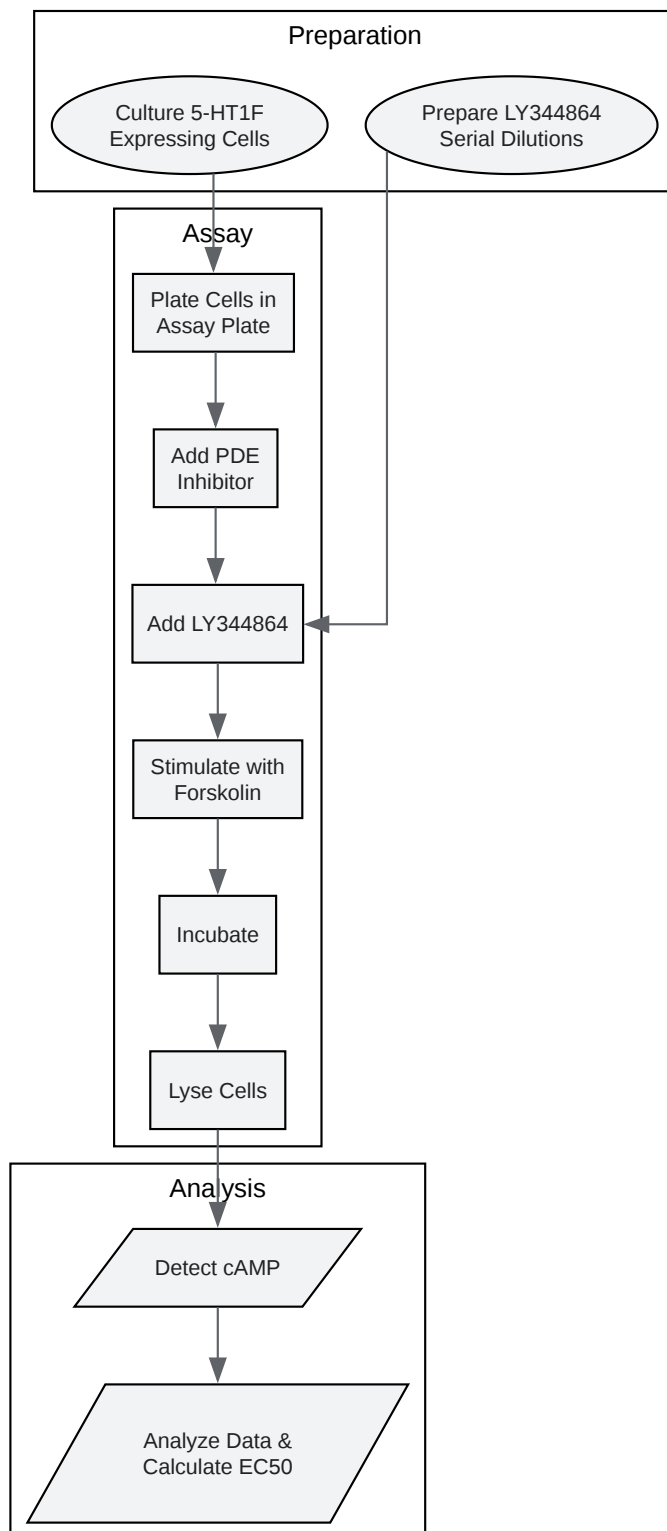 Preparation
Culture 5-HT1F
Expressing Cells
Prepare LY344864
Serial Dilutions
Assay
Plate Cells in
Assay Plate
Add PDE
Inhibitor
Add LY344864
Stimulate with
Forskolin
Incubate
Lyse Cells
Analysis
Detect cAMP
Analyze Data &
Calculate EC50